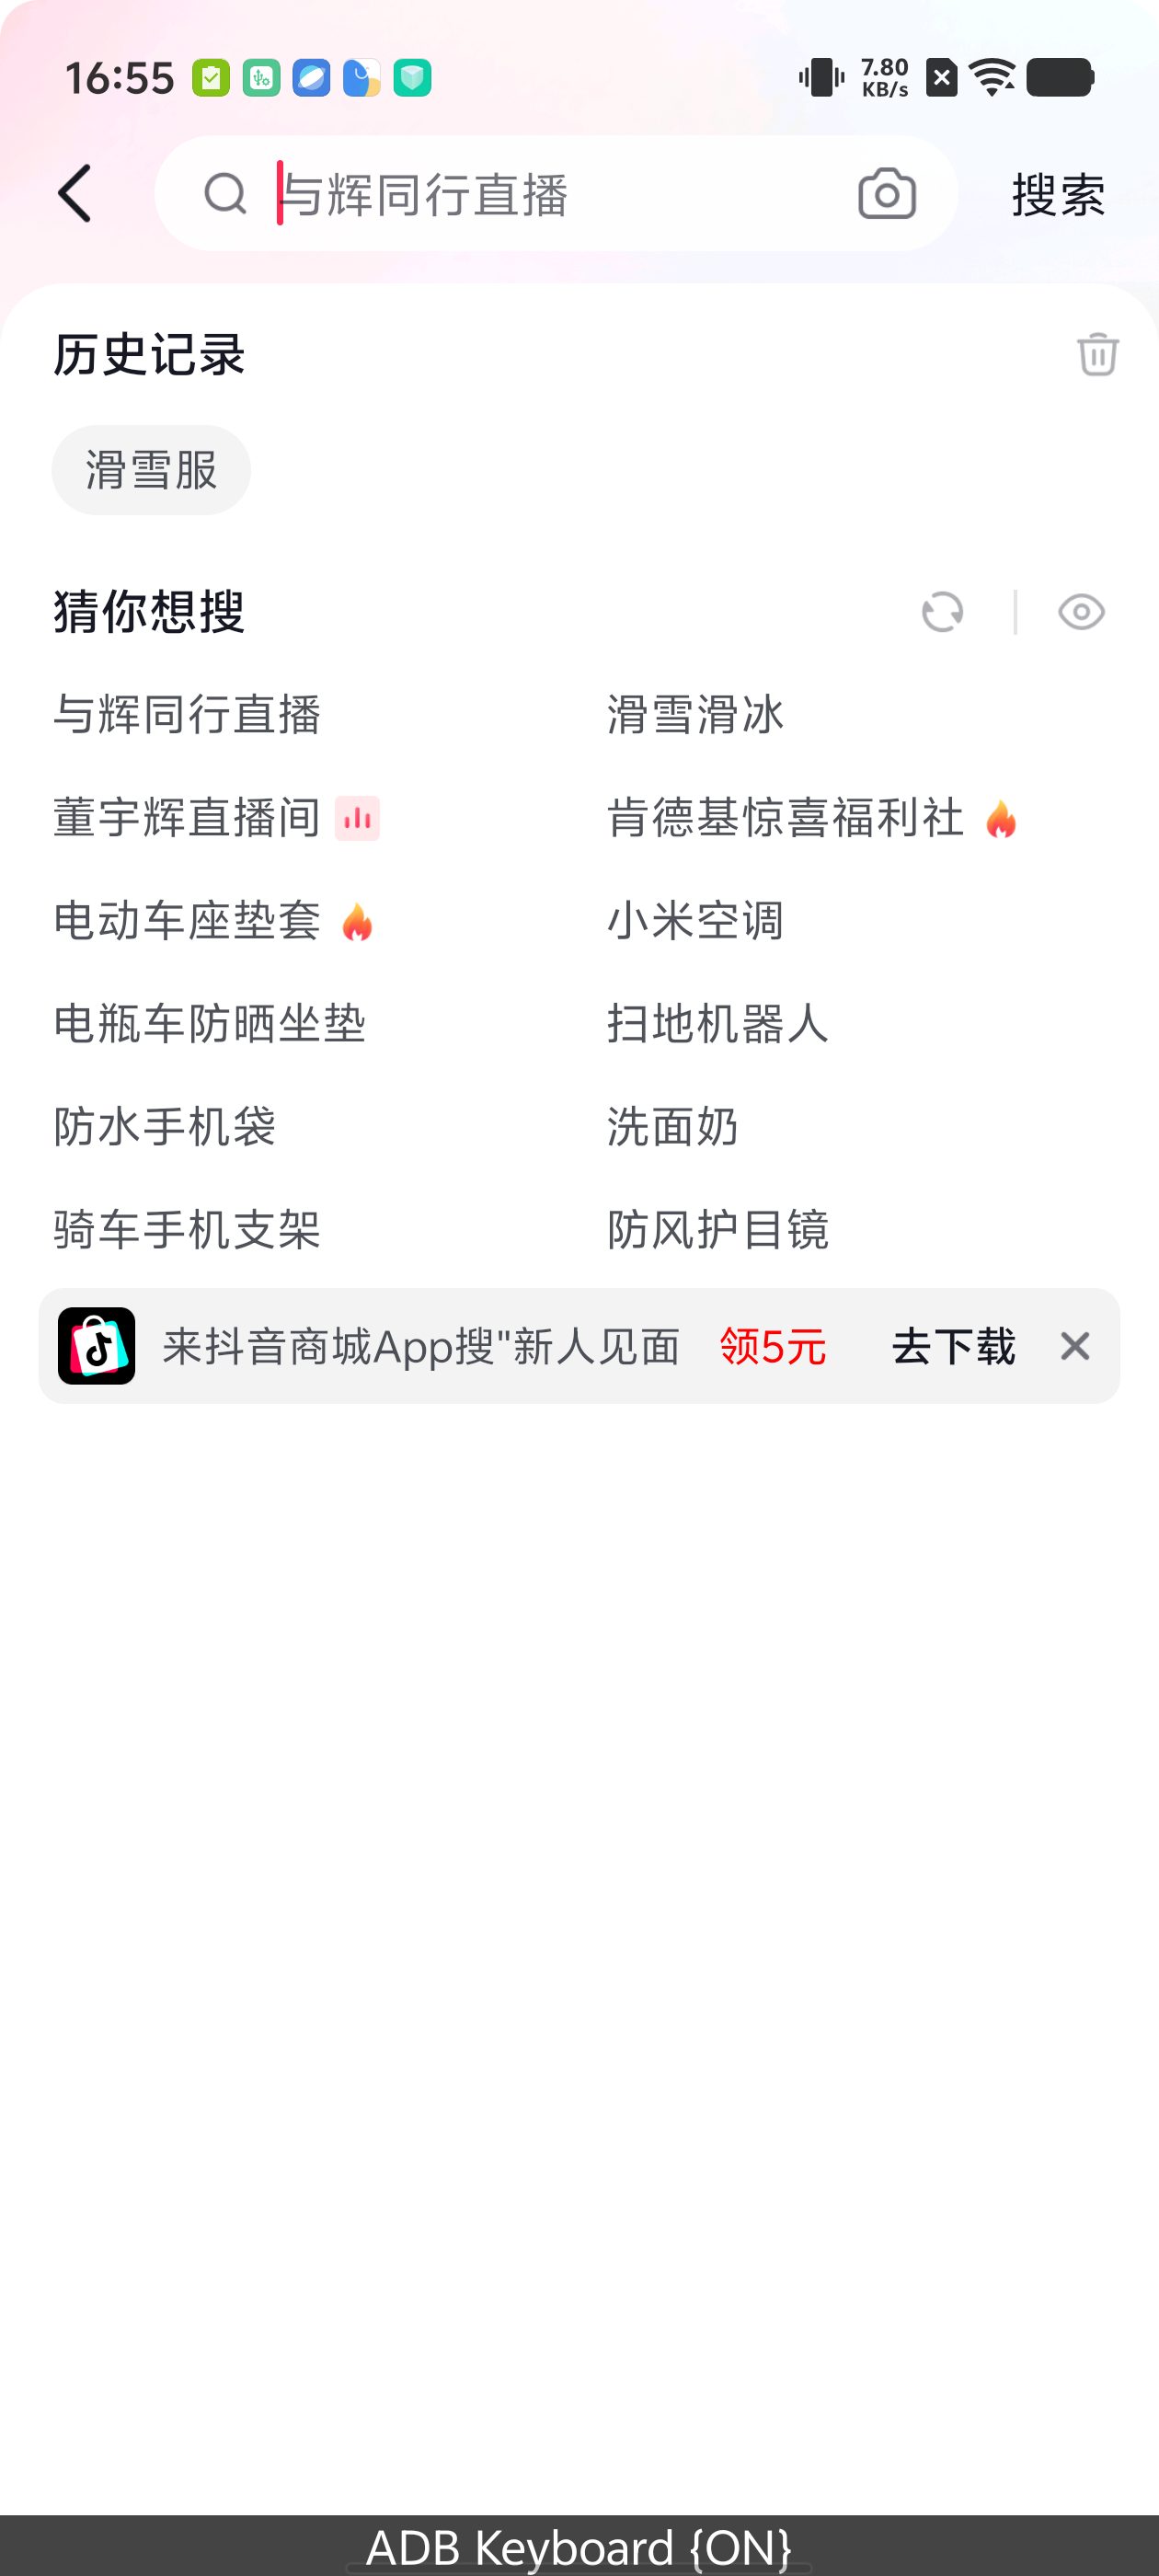 16:55
7.80
KB/s
与辉同行直播
搜索
历史记录
滑雪服
猜你想搜
与辉同行直播
滑雪滑冰
董宇辉直播间
肯德基惊喜福利社
电动车座垫套
小米空调
电瓶车防晒坐垫
扫地机器人
防水手机袋
洗面奶
骑车手机支架
防风护目镜
来抖音商城App搜"新人见面 领5元 去下载
ADB Keyboard {ON}